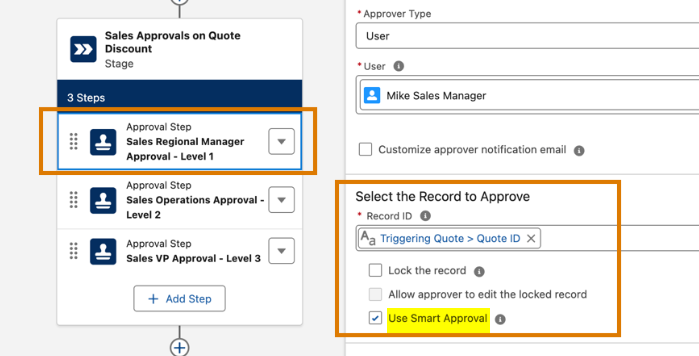 Sales Approvals on Quote
Discount
Stage
3 Steps
Approval Step
Sales Regional Manager
Approval - Level 1
Approval Step
Sales Operations Approval -
Level 2
Approval Step
Sales VP Approval - Level 3
+ Add Step
* Approver Type
User
* User
Mike Sales Manager
Customize approver notification email
Select the Record to Approve
* Record ID
Aa Triggering Quote > Quote ID ×
Lock the record
Allow approver to edit the locked record
Use Smart Approval